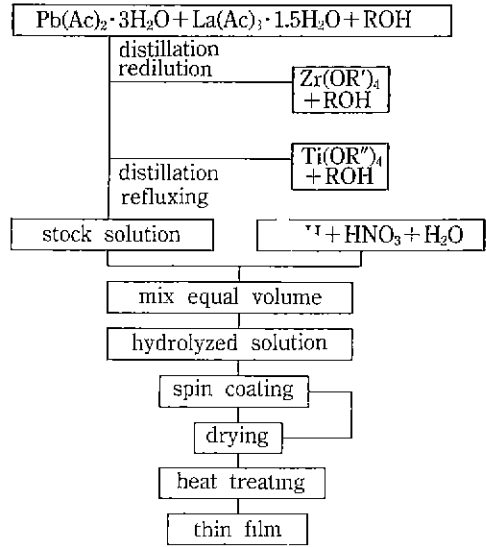 Pb(Ac)₂·3H₂O+La(Ac)₃·1.5H₂O+ROH
distillation
redilution
Zr(OR′)₄
+ROH
Ti(OR″)₄
+ROH
distillation
refluxing
stock solution
+HNO₃+H₂O
mix equal volume
hydrolyzed solution
spin coating
drying
heat treating
thin film